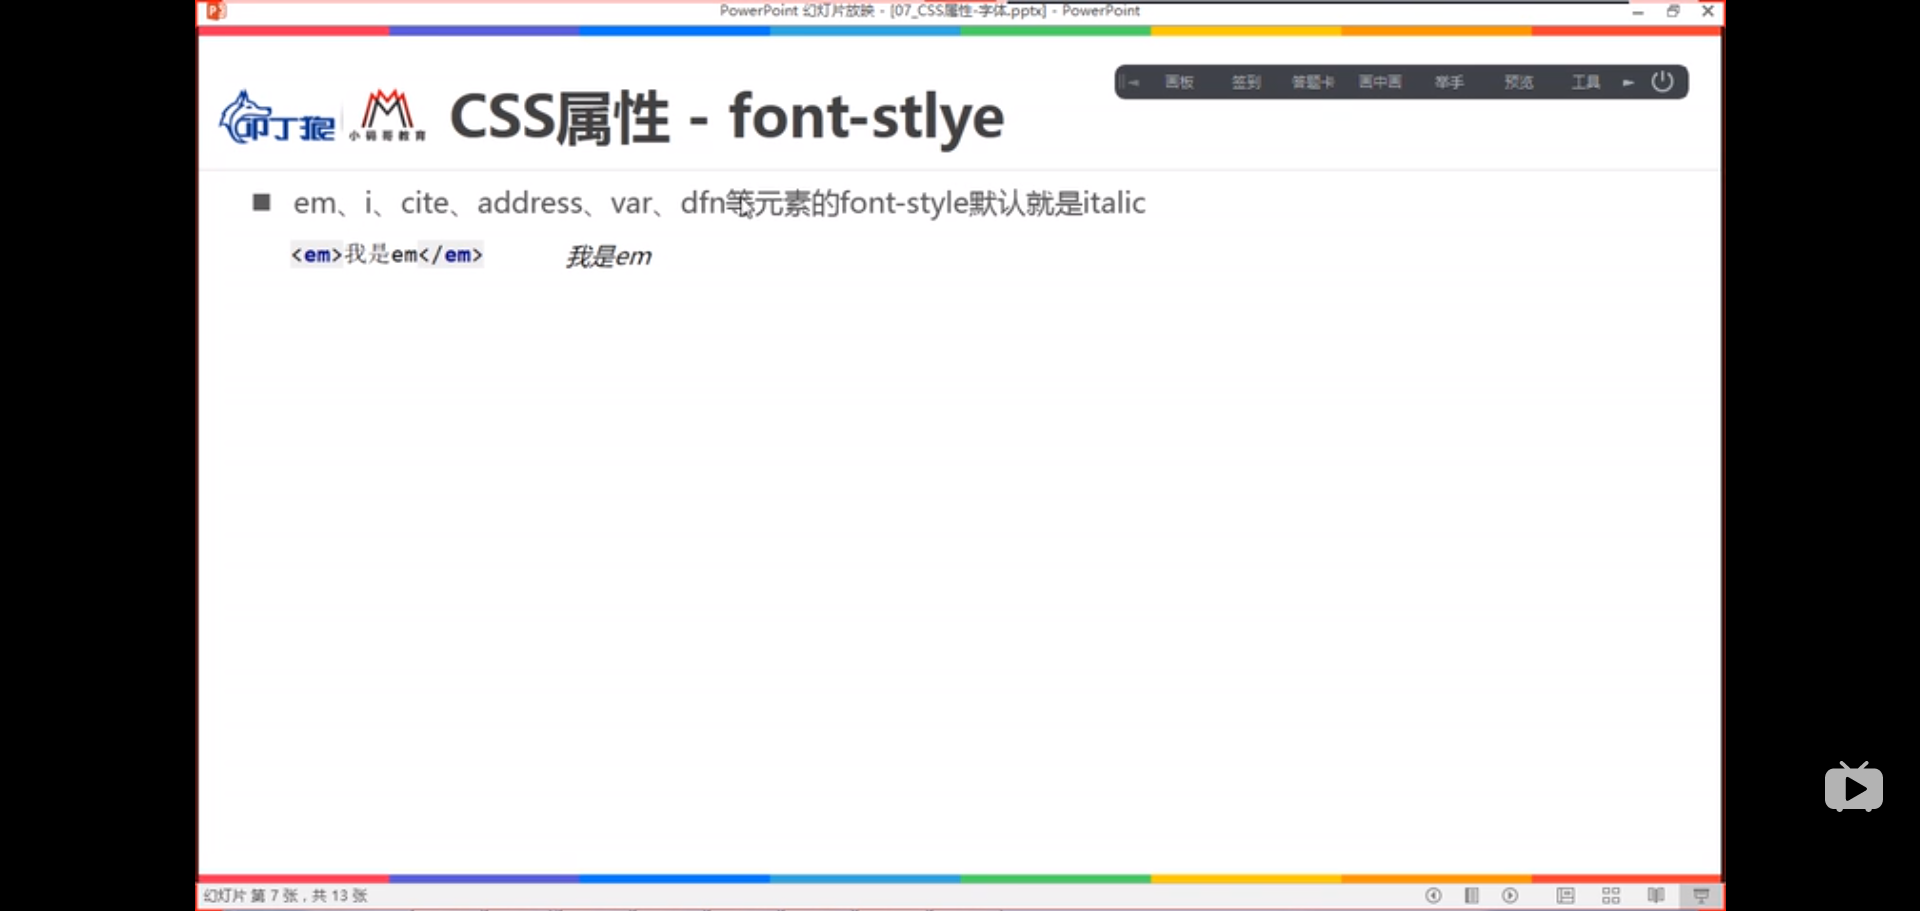 PowerPoint 幻灯片放映 - [07_CSS属性-字体.pptx] - PowerPoint
画板 签到 答题卡 画中画 举手 预览 工具
叩丁狼 小码哥教育 CSS属性 - font-stlye
em、i、cite、address、var、dfn等元素的font-style默认就是italic
<em>我是em</em> 我是em
幻灯片 第 7 张，共 13 张